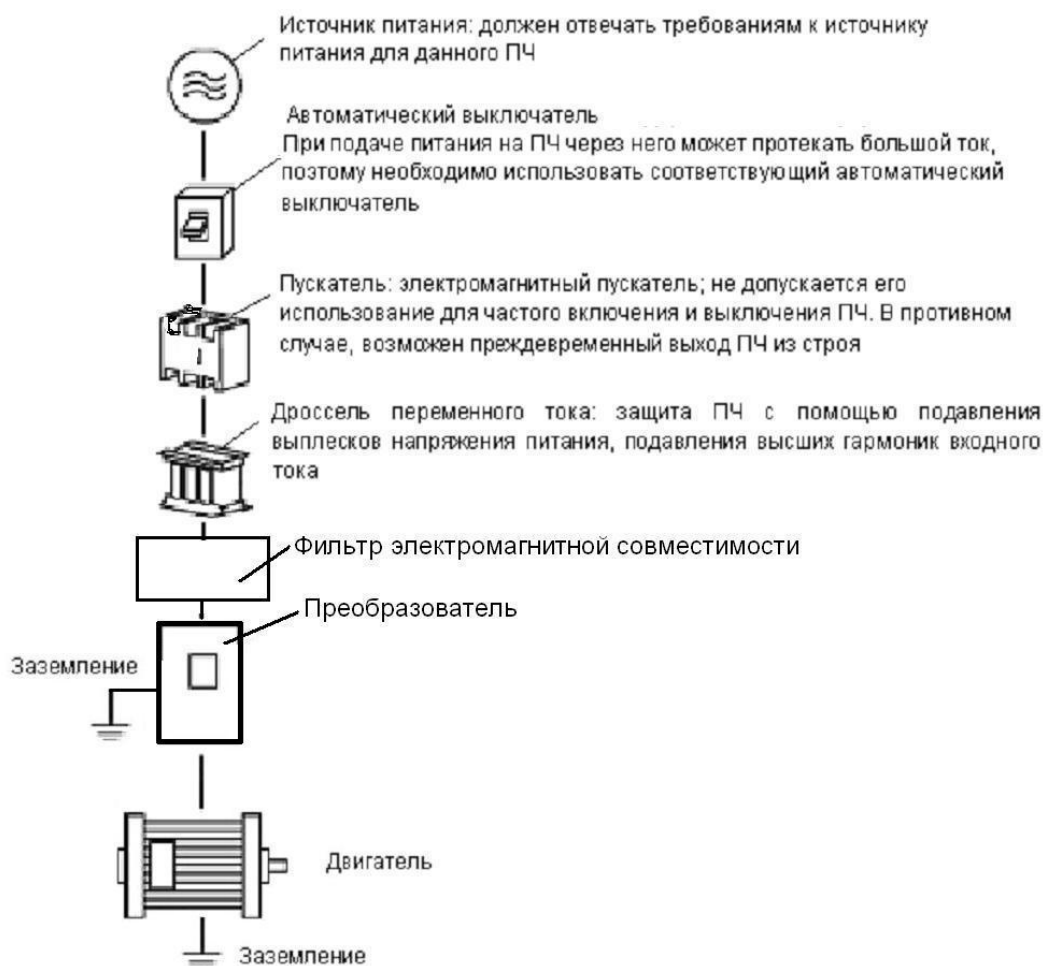 Источник питания: должен отвечать требованиям к источнику
питания для данного ПЧ
Автоматический выключатель
При подаче питания на ПЧ через него может протекать большой ток,
поэтому необходимо использовать соответствующий автоматический
выключатель
Пускатель: электромагнитный пускатель; не допускается его
использование для частого включения и выключения ПЧ. В противном
случае, возможен преждевременный выход ПЧ из строя
Дроссель переменного тока: защита ПЧ с помощью подавления
выплесков напряжения питания, подавления высших гармоник входного
тока
Фильтр электромагнитной совместимости
Преобразователь
Заземление
Двигатель
Заземление